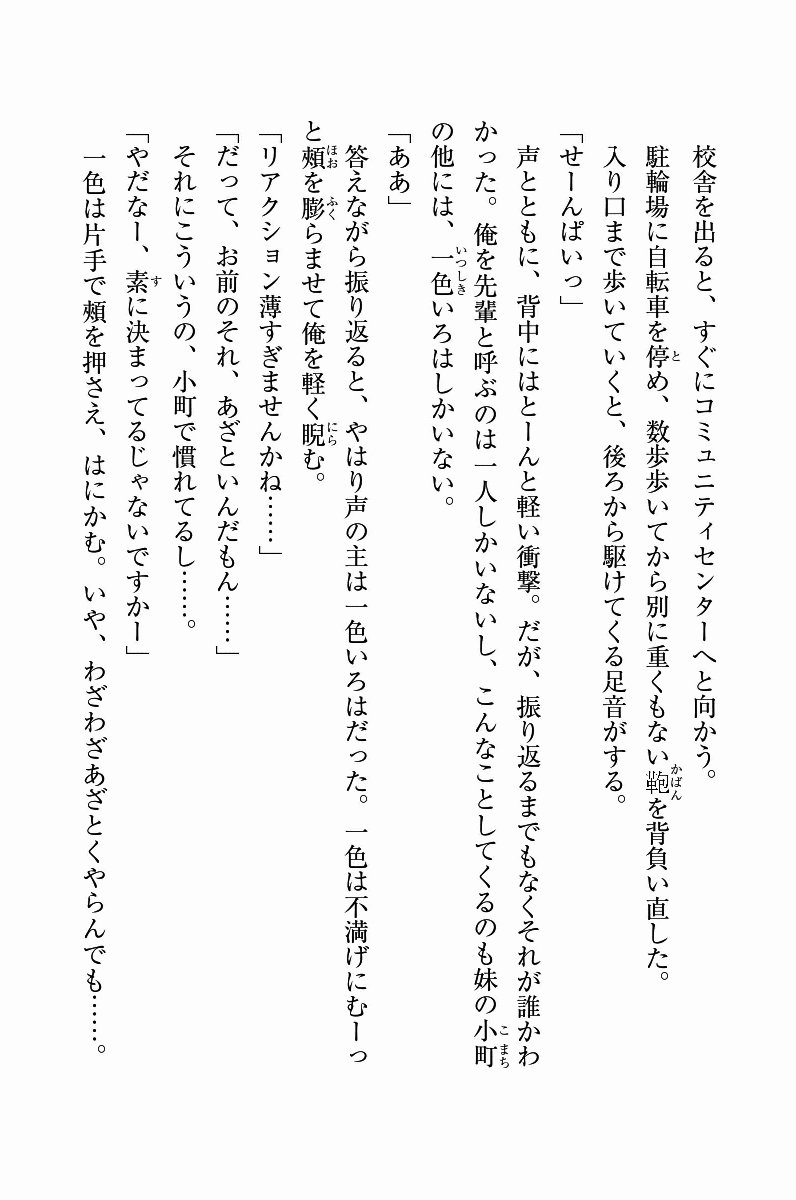 校舎を出ると、すぐにコミュニティセンターへと向かう。
駐輪場に自転車を停め、数歩歩いてから別に重くもない鞄を背負い直した。
入り口まで歩いていくと、後ろから駆けてくる足音がする。
「せーんぱいっ」
声とともに、背中にはとーんと軽い衝撃。だが、振り返るまでもなくそれが誰かわ
かった。俺を先輩と呼ぶのは一人しかいないし、こんなことしてくるのも妹の小町
の他には、一色いろはしかいない。
「ああ」
答えながら振り返ると、やはり声の主は一色いろはだった。一色は不満げにむーっ
と頰を膨らませて俺を軽く睨む。
「リアクション薄すぎませんかね……」
「だって、お前のそれ、あざといんだもん……」
それにこういうの、小町で慣れてるし……。
「やだなー、素に決まってるじゃないですかー」
一色は片手で頰を押さえ、はにかむ。いや、わざわざあざとくやらんでも……。